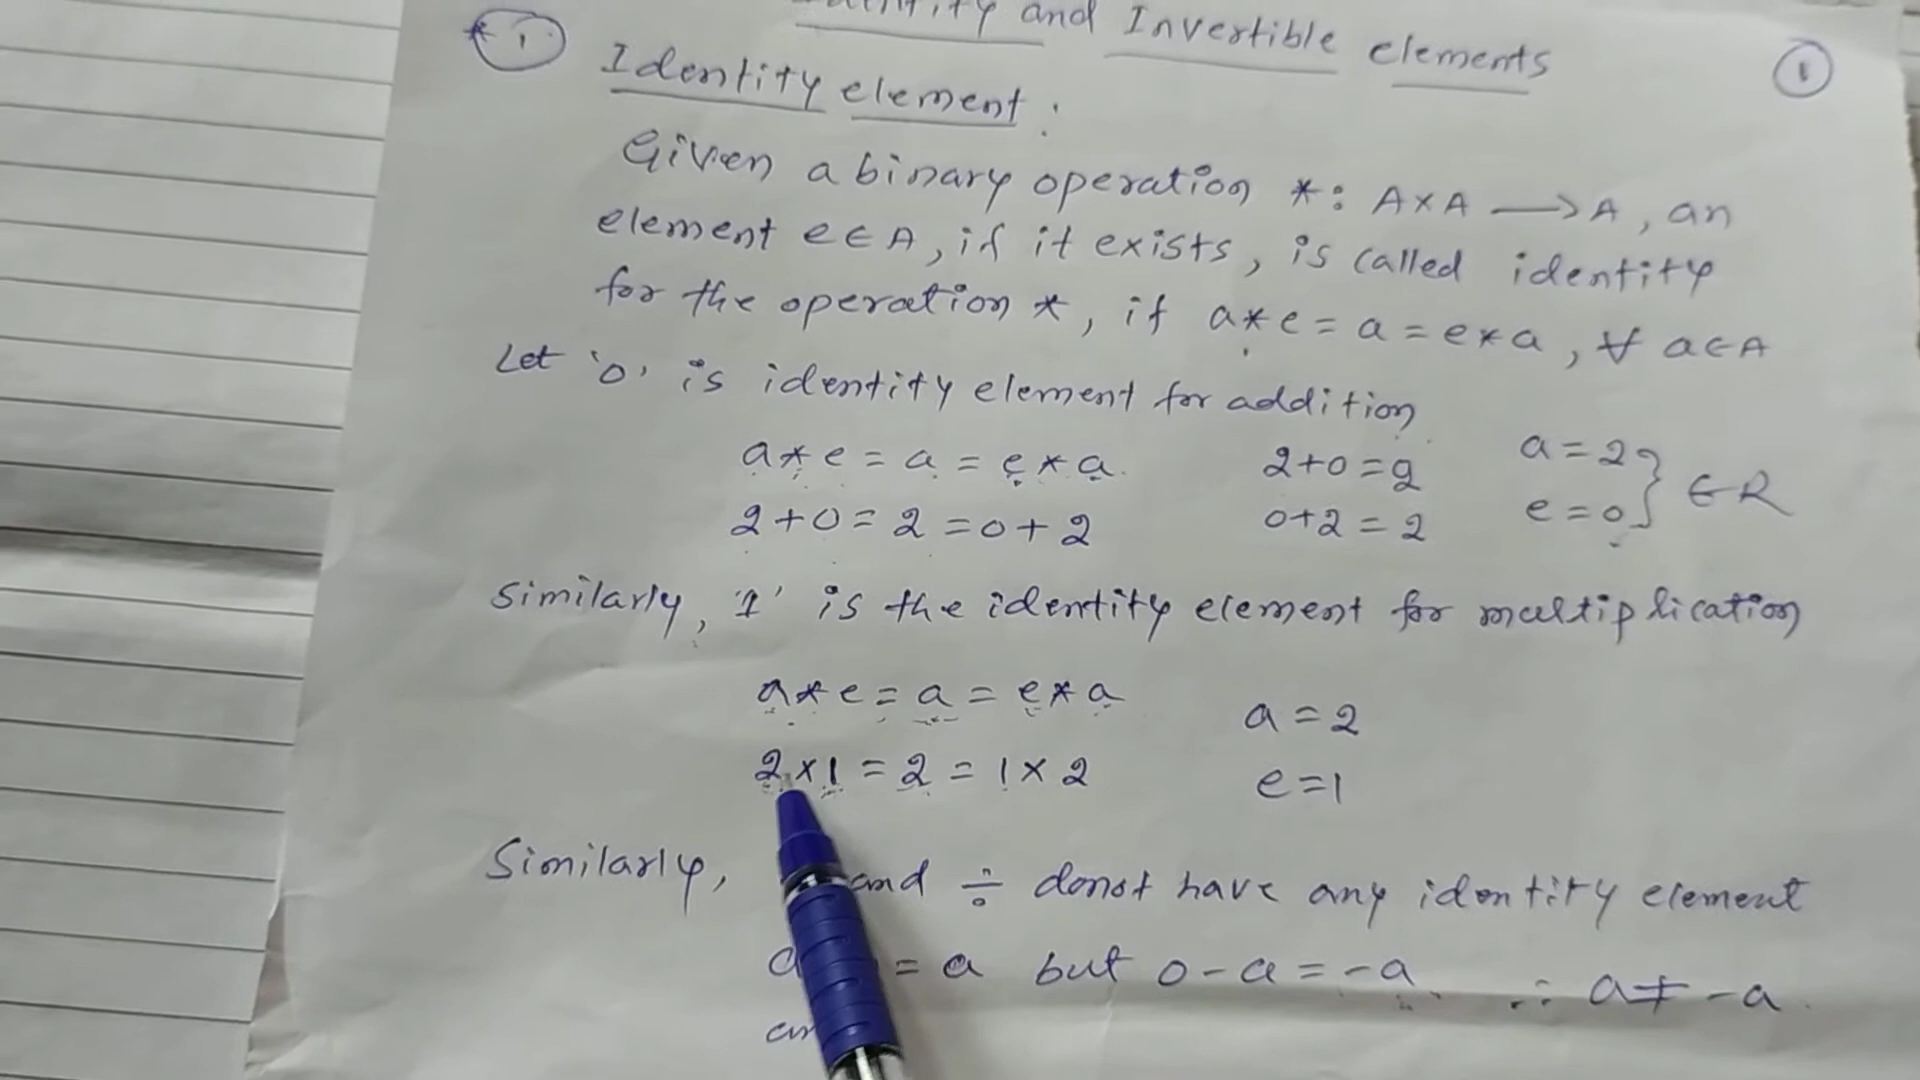 and Invertible elements
* 1
1
Identity element :
Given a binary operation * : A×A ⟶ A, an
element e∈A, if it exists, is called identity
for the operation *, if a*e = a = e*a, ∀ a∈A
Let '0' is identity element for addition
a*e = a = e*a 2+0=2 a=2
2+0=2=0+2 0+2=2 e=0 } ∈R
Similarly, '1' is the identity element for multiplication
a*e = a = e*a a=2
2×1=2=1×2 e=1
Similarly, and ÷ donot have any identity element
= a but 0-a=-a ∴ a≠-a